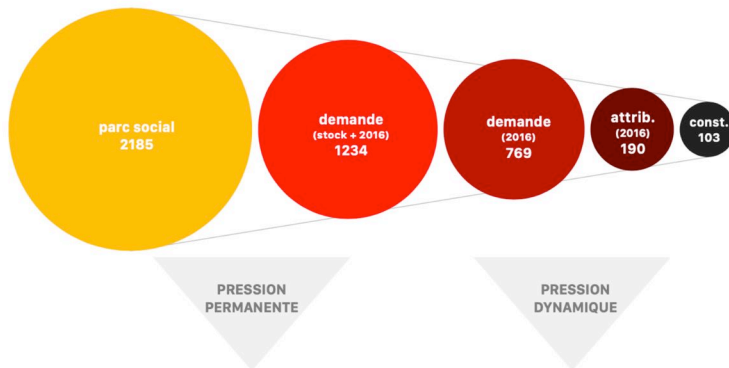 parc social
2185
demande
(stock + 2016)
1234
demande
(2016)
769
attrib.
(2016)
190
const.
103
PRESSION
PERMANENTE
PRESSION
DYNAMIQUE